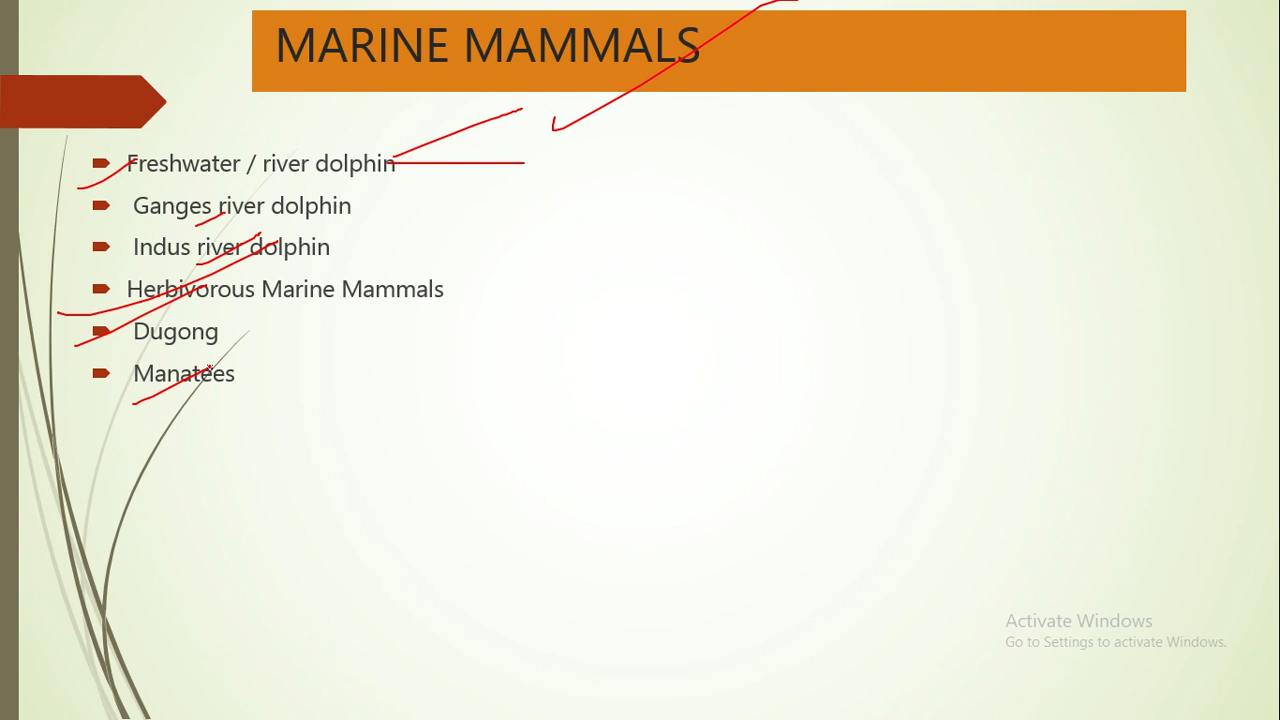 MARINE MAMMALS
Freshwater / river dolphin
Ganges river dolphin
Indus river dolphin
Herbivorous Marine Mammals
Dugong
Manatees
Activate Windows
Go to Settings to activate Windows.